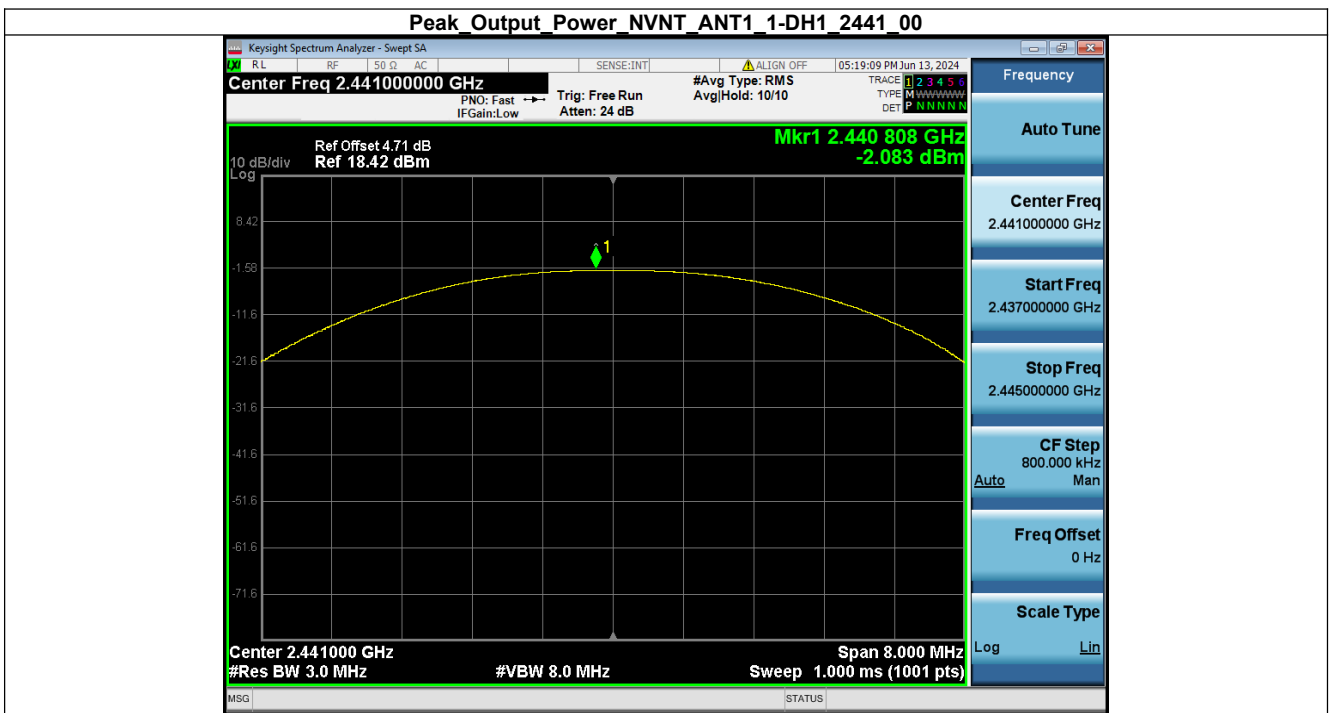 Peak_Output_Power_NVNT_ANT1_1-DH1_2441_00
Keysight Spectrum Analyzer - Swept SA
LXI RL RF 50 Ω AC SENSE:INT ALIGN OFF 05:19:09 PM Jun 13, 2024
Center Freq 2.441000000 GHz
PNO: Fast
IFGain:Low
Trig: Free Run
Atten: 24 dB
#Avg Type: RMS
Avg|Hold: 10/10
TRACE 1 2 3 4 5 6
TYPE M WWWWW
DET P N N N N N
Mkr1 2.440 808 GHz
-2.083 dBm
Ref Offset 4.71 dB
10 dB/div Ref 18.42 dBm
Log
8.42
1
-1.58
-11.6
-21.6
-31.6
-41.6
-51.6
-61.6
-71.6
Center 2.441000 GHz Span 8.000 MHz
#Res BW 3.0 MHz #VBW 8.0 MHz Sweep 1.000 ms (1001 pts)
MSG STATUS
Frequency
Auto Tune
Center Freq
2.441000000 GHz
Start Freq
2.437000000 GHz
Stop Freq
2.445000000 GHz
CF Step
800.000 kHz
Auto Man
Freq Offset
0 Hz
Scale Type
Log Lin